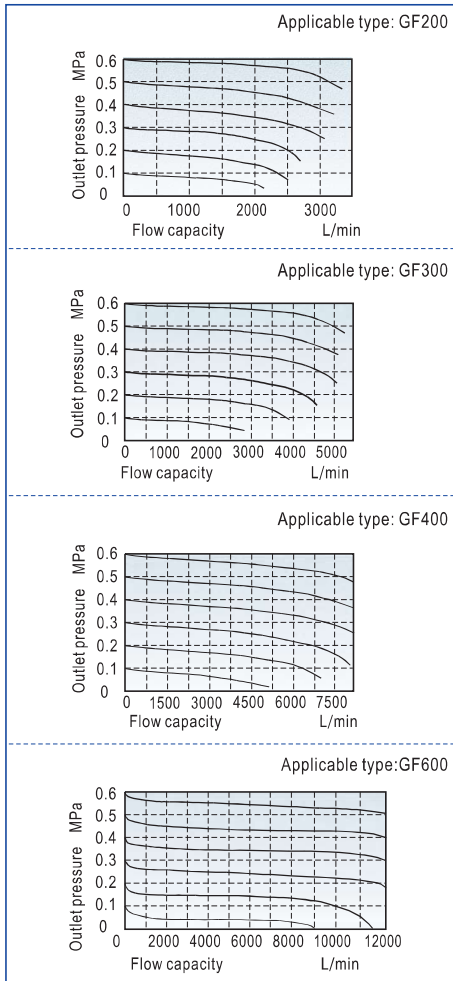 Applicable type: GF200
Outlet pressure MPa
0.6
0.5
0.4
0.3
0.2
0.1
0
0 1000 2000 3000
Flow capacity L/min
Applicable type: GF300
Outlet pressure MPa
0.6
0.5
0.4
0.3
0.2
0.1
0
0 1000 2000 3000 4000 5000
Flow capacity L/min
Applicable type: GF400
Outlet pressure MPa
0.6
0.5
0.4
0.3
0.2
0.1
0
0 1500 3000 4500 6000 7500
Flow capacity L/min
Applicable type:GF600
Outlet pressure MPa
0.6
0.5
0.4
0.3
0.2
0.1
0
0 2000 4000 6000 8000 10000 12000
Flow capacity L/min